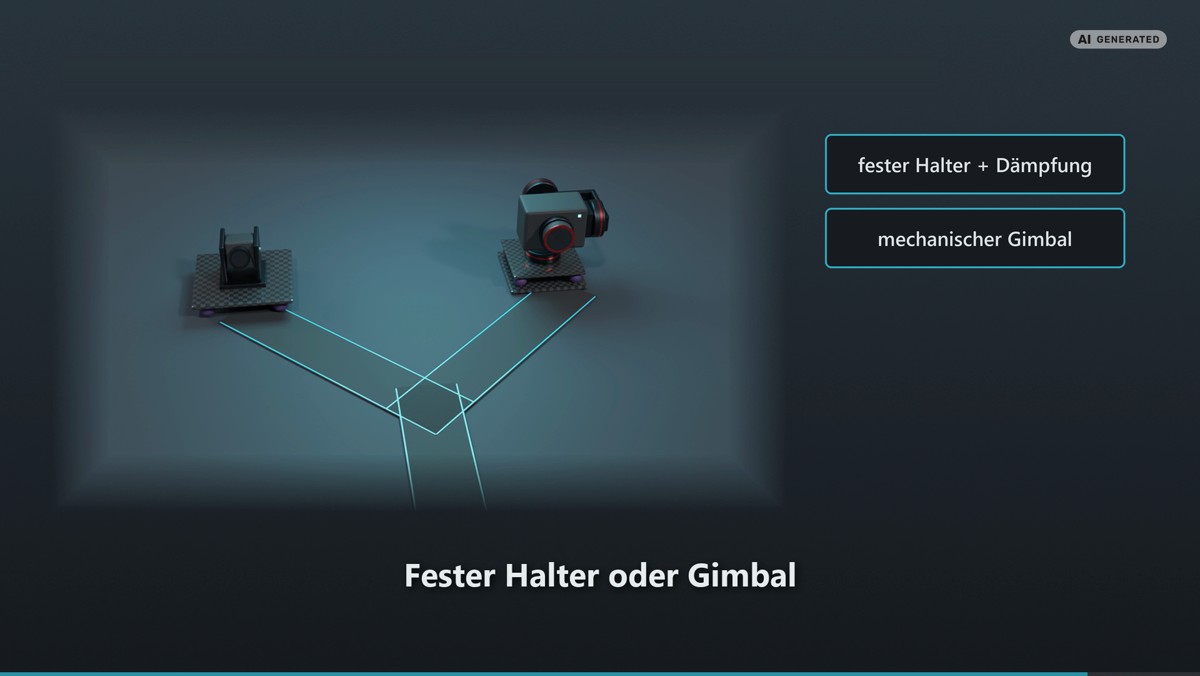 AI GENERATED
fester Halter + Dämpfung
mechanischer Gimbal
Fester Halter oder Gimbal